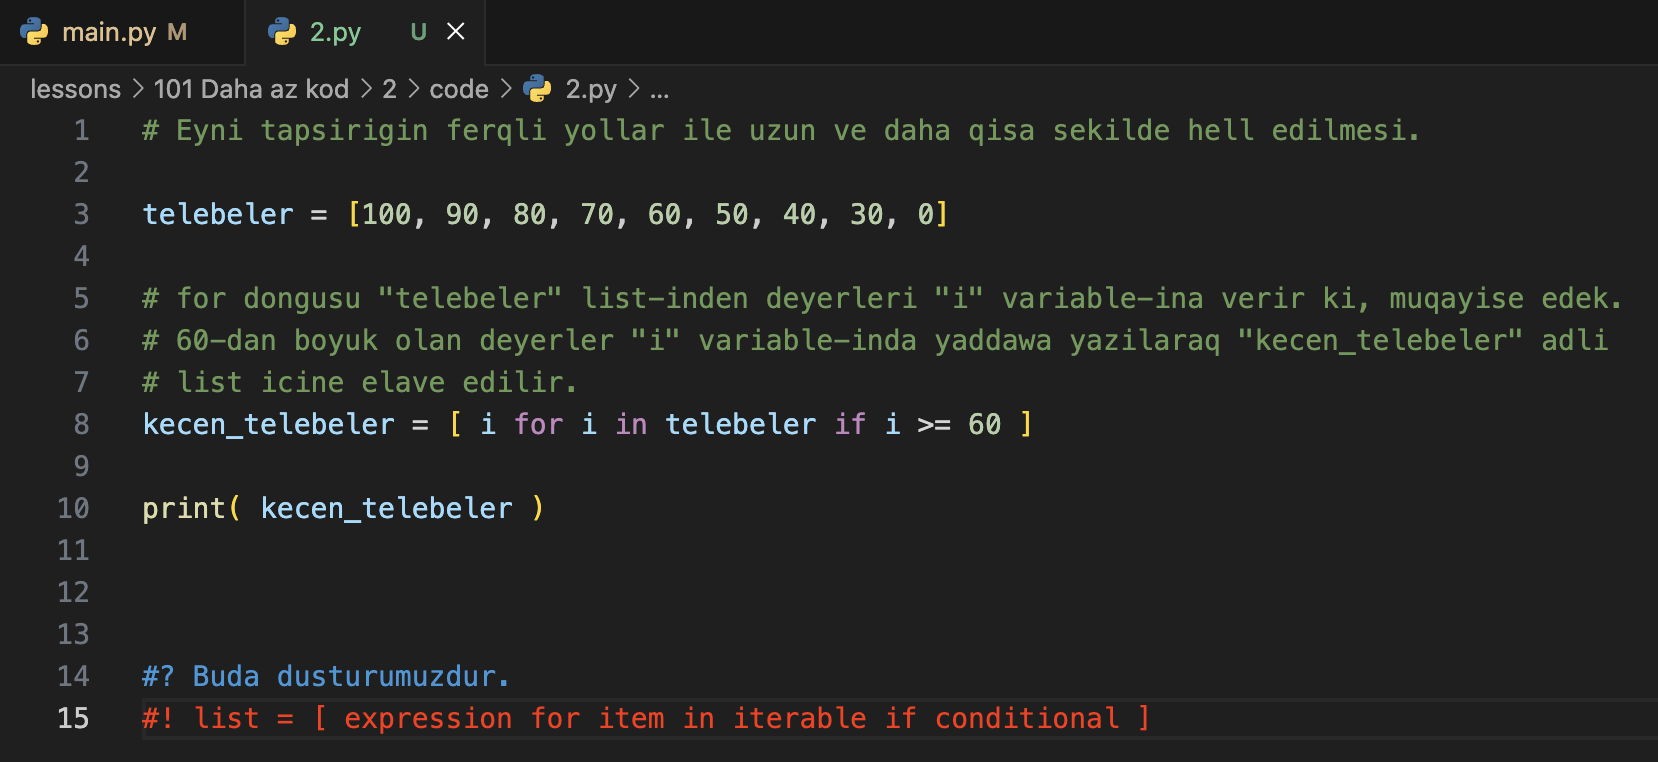 main.py M 2.py U
lessons > 101 Daha az kod > 2 > code > 2.py > ...
1 # Eyni tapsirigin ferqli yollar ile uzun ve daha qisa sekilde hell edilmesi.
2
3 telebeler = [100, 90, 80, 70, 60, 50, 40, 30, 0]
4
5 # for dongusu "telebeler" list-inden deyerleri "i" variable-ina verir ki, muqayise edek.
6 # 60-dan boyuk olan deyerler "i" variable-inda yaddawa yazilaraq "kecen_telebeler" adli
7 # list icine elave edilir.
8 kecen_telebeler = [ i for i in telebeler if i >= 60 ]
9
10 print( kecen_telebeler )
11
12
13
14 #? Buda dusturumuzdur.
15 #! list = [ expression for item in iterable if conditional ]